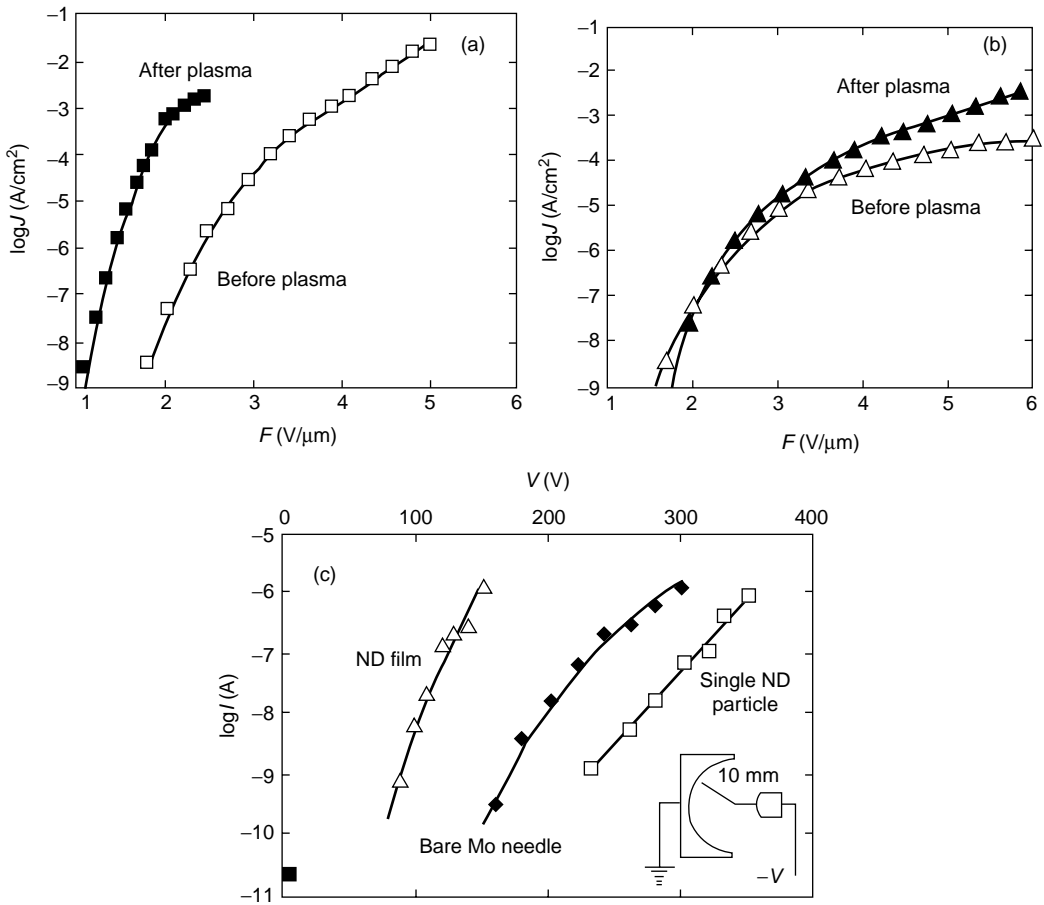 −1
−2
−3
−4
−5
−6
−7
−8
−9
logJ (A/cm²)
After plasma
(a)
Before plasma
1 2 3 4 5 6
F (V/μm)
−1
−2
−3
−4
−5
−6
−7
−8
−9
logJ (A/cm²)
(b)
After plasma
Before plasma
1 2 3 4 5 6
F (V/μm)
V (V)
0 100 200 300 400
−5
−6
−7
−8
−9
−10
−11
logI (A)
(c)
ND film
Single ND
particle
Bare Mo needle
10 mm
−V